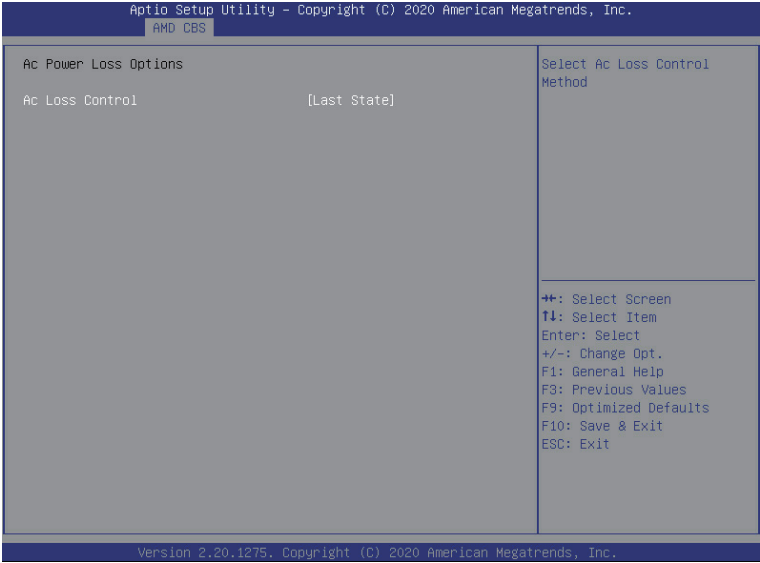 Aptio Setup Utility – Copyright (C) 2020 American Megatrends, Inc.
AMD CBS
Ac Power Loss Options
Ac Loss Control [Last State]
Select Ac Loss Control
Method
→←: Select Screen
↑↓: Select Item
Enter: Select
+/-: Change Opt.
F1: General Help
F3: Previous Values
F9: Optimized Defaults
F10: Save & Exit
ESC: Exit
Version 2.20.1275. Copyright (C) 2020 American Megatrends, Inc.